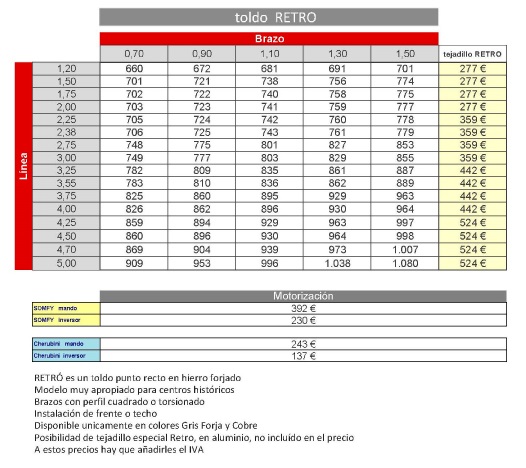 toldo RETRO
Brazo
0,70 0,90 1,10 1,30 1,50 tejadillo RETRO
Linea
1,20 660 672 681 691 701 277 €
1,50 701 721 738 756 774 277 €
1,75 702 722 740 758 775 277 €
2,00 703 723 741 759 777 277 €
2,25 705 724 742 760 778 359 €
2,38 706 725 743 761 779 359 €
2,75 748 775 801 827 853 359 €
3,00 749 777 803 829 855 359 €
3,25 782 809 835 861 887 442 €
3,55 783 810 836 862 889 442 €
3,75 825 860 895 929 963 442 €
4,00 826 862 896 930 964 442 €
4,25 859 894 929 963 997 524 €
4,50 860 896 930 964 998 524 €
4,70 869 904 939 973 1.007 524 €
5,00 909 953 996 1.038 1.080 524 €
Motorización
SOMFY mando 392 €
SOMFY inversor 230 €
Cherubini mando 243 €
Cherubini inversor 137 €
RETRÓ es un toldo punto recto en hierro forjado
Modelo muy apropiado para centros históricos
Brazos con perfil cuadrado o torsionado
Instalación de frente o techo
Disponible unicamente en colores Gris Forja y Cobre
Posibilidad de tejadillo especial Retro, en aluminio, no incluído en el precio
A estos precios hay que añadirles el IVA